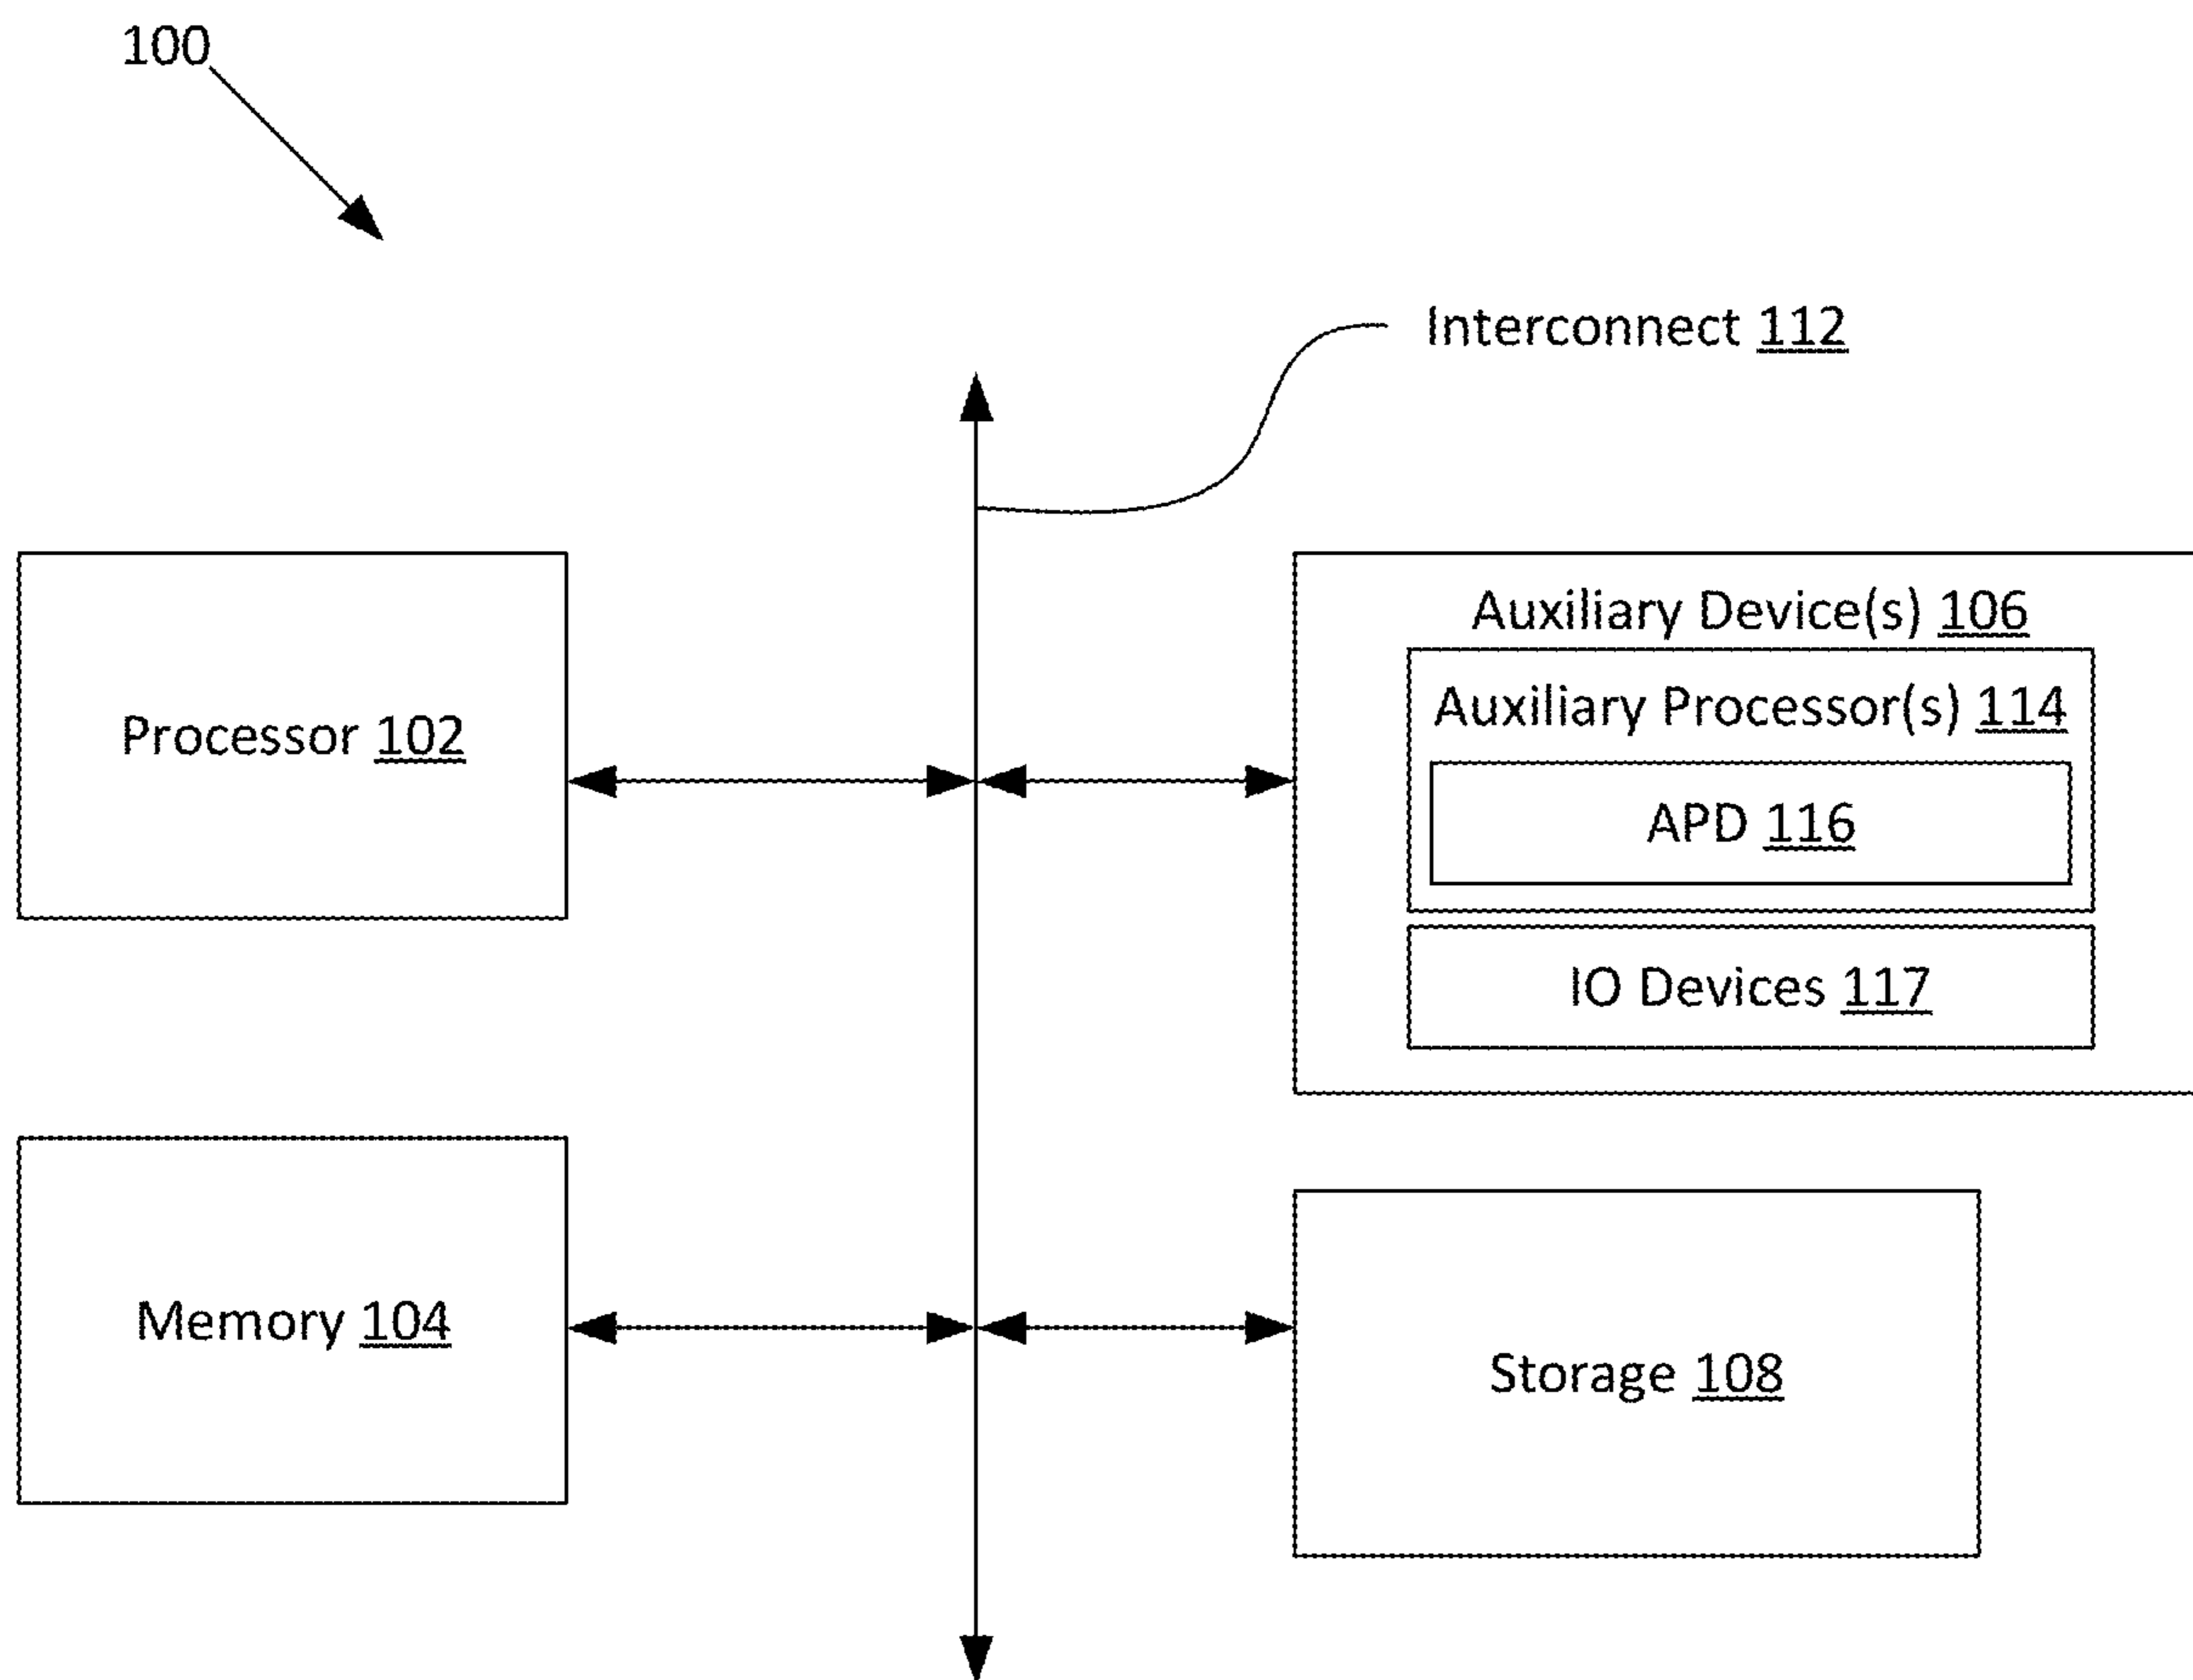 100
Interconnect 112
Processor 102
Auxiliary Device(s) 106
Auxiliary Processor(s) 114
APD 116
IO Devices 117
Memory 104
Storage 108